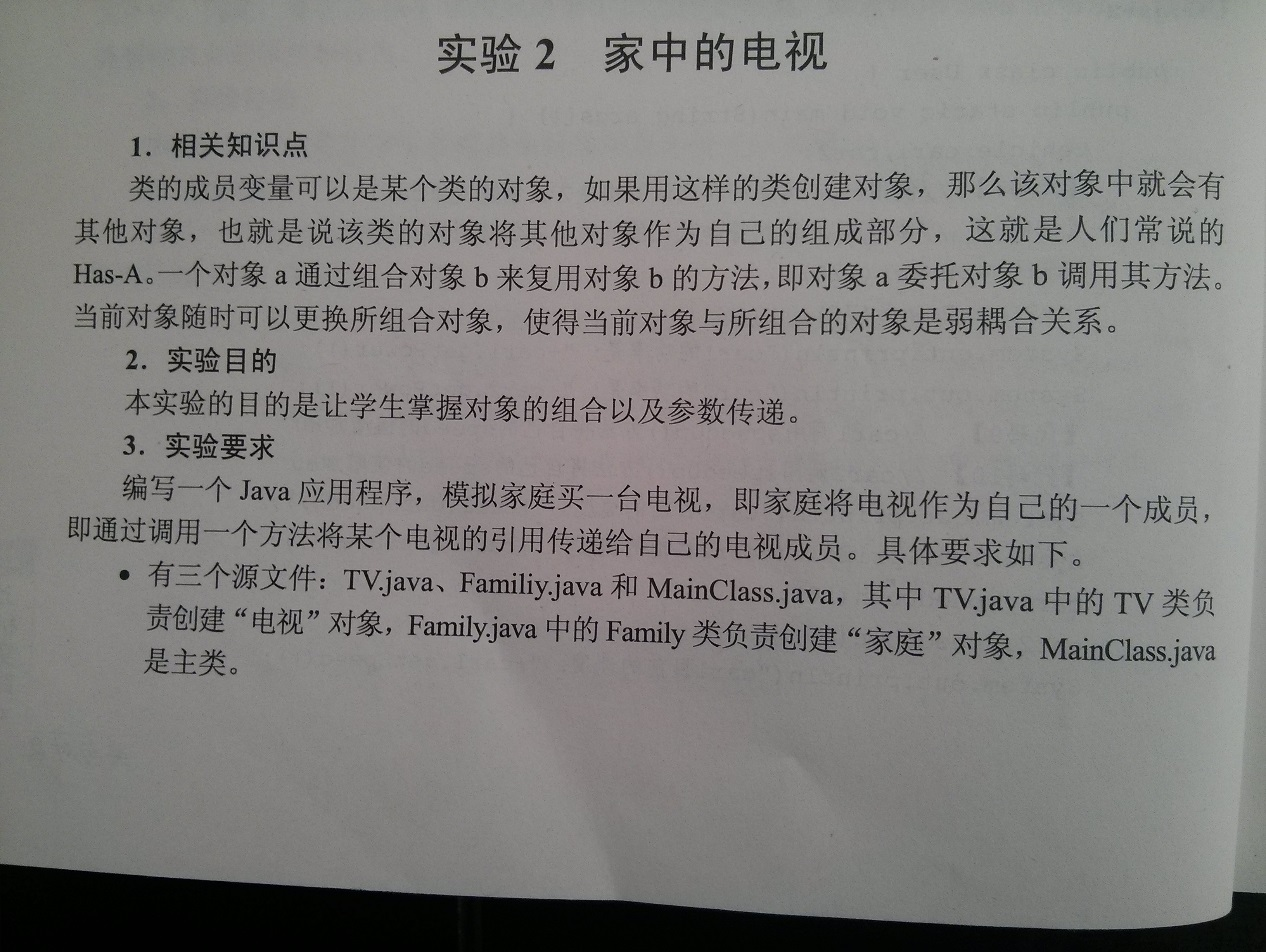 实验 2 家中的电视
1．相关知识点
类的成员变量可以是某个类的对象，如果用这样的类创建对象，那么该对象中就会有
其他对象，也就是说该类的对象将其他对象作为自己的组成部分，这就是人们常说的
Has-A。一个对象 a 通过组合对象 b 来复用对象 b 的方法，即对象 a 委托对象 b 调用其方法。
当前对象随时可以更换所组合对象，使得当前对象与所组合的对象是弱耦合关系。
2．实验目的
本实验的目的是让学生掌握对象的组合以及参数传递。
3．实验要求
编写一个 Java 应用程序，模拟家庭买一台电视，即家庭将电视作为自己的一个成员，
即通过调用一个方法将某个电视的引用传递给自己的电视成员。具体要求如下。
• 有三个源文件：TV.java、Familiy.java 和 MainClass.java，其中 TV.java 中的 TV 类负
责创建“电视”对象，Family.java 中的 Family 类负责创建“家庭”对象，MainClass.java
是主类。